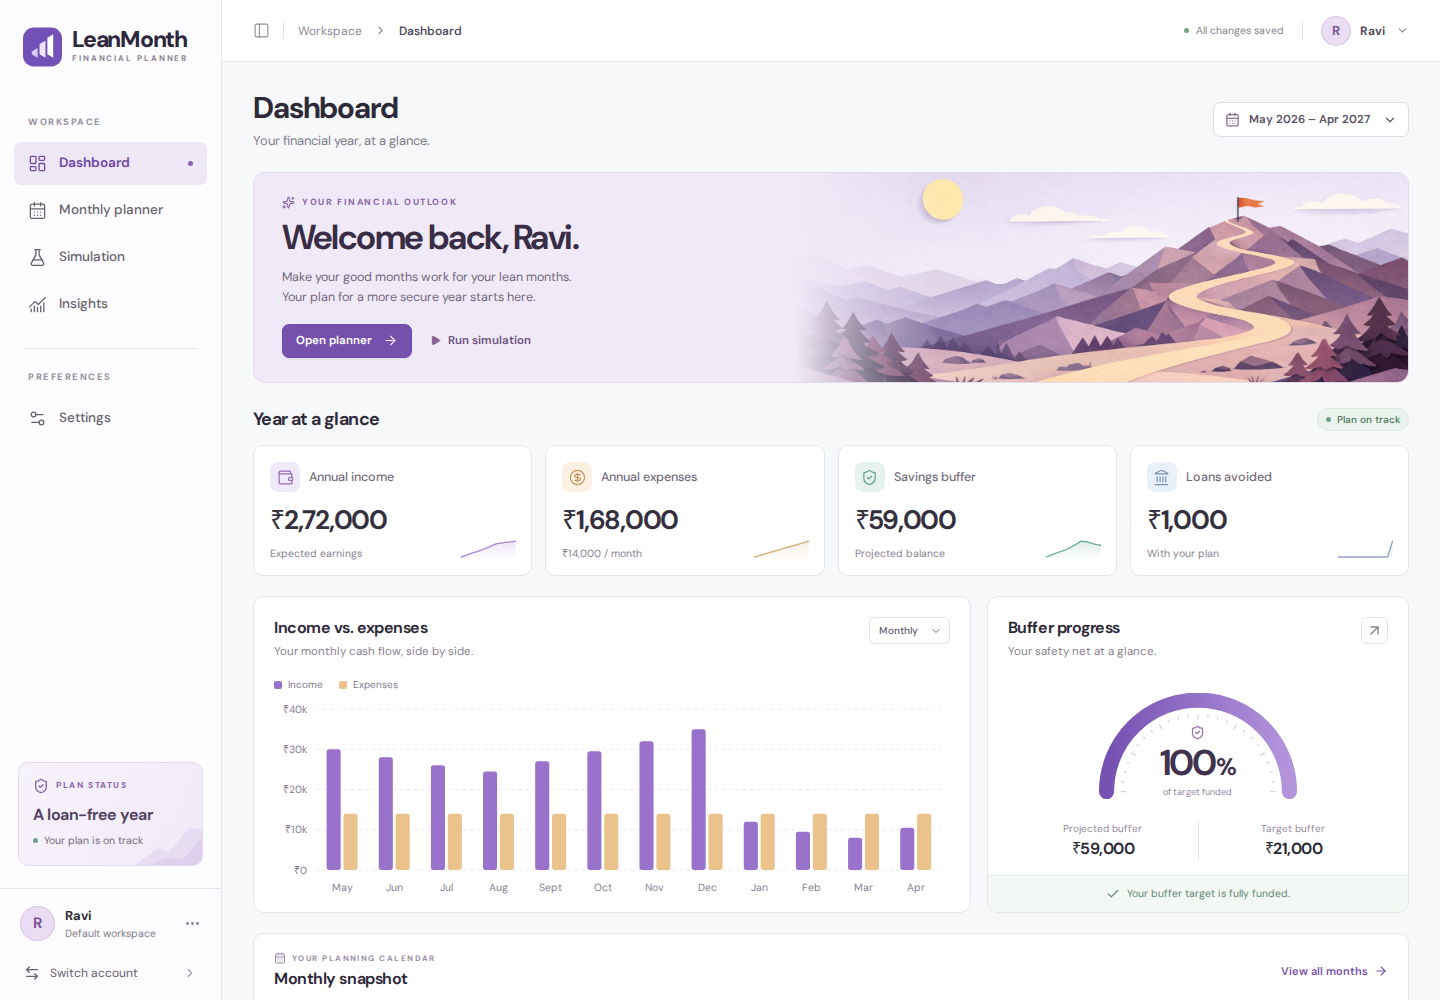 LeanMonth
FINANCIAL PLANNER
WORKSPACE
Dashboard
Monthly planner
Simulation
Insights
PREFERENCES
Settings
PLAN STATUS
A loan-free year
Your plan is on track
R
Ravi
Default workspace
Switch account
Workspace
Dashboard
All changes saved
R
Ravi
Dashboard
Your financial year, at a glance.
May 2026 – Apr 2027
YOUR FINANCIAL OUTLOOK
Welcome back, Ravi.
Make your good months work for your lean months.
Your plan for a more secure year starts here.
Open planner
Run simulation
Year at a glance
Plan on track
Annual income
₹2,72,000
Expected earnings
Annual expenses
₹1,68,000
₹14,000 / month
Savings buffer
₹59,000
Projected balance
Loans avoided
₹1,000
With your plan
Income vs. expenses
Your monthly cash flow, side by side.
Monthly
Income
Expenses
₹40k
₹30k
₹20k
₹10k
₹0
May
Jun
Jul
Aug
Sept
Oct
Nov
Dec
Jan
Feb
Mar
Apr
Buffer progress
Your safety net at a glance.
100%
of target funded
Projected buffer
₹59,000
Target buffer
₹21,000
Your buffer target is fully funded.
YOUR PLANNING CALENDAR
Monthly snapshot
View all months